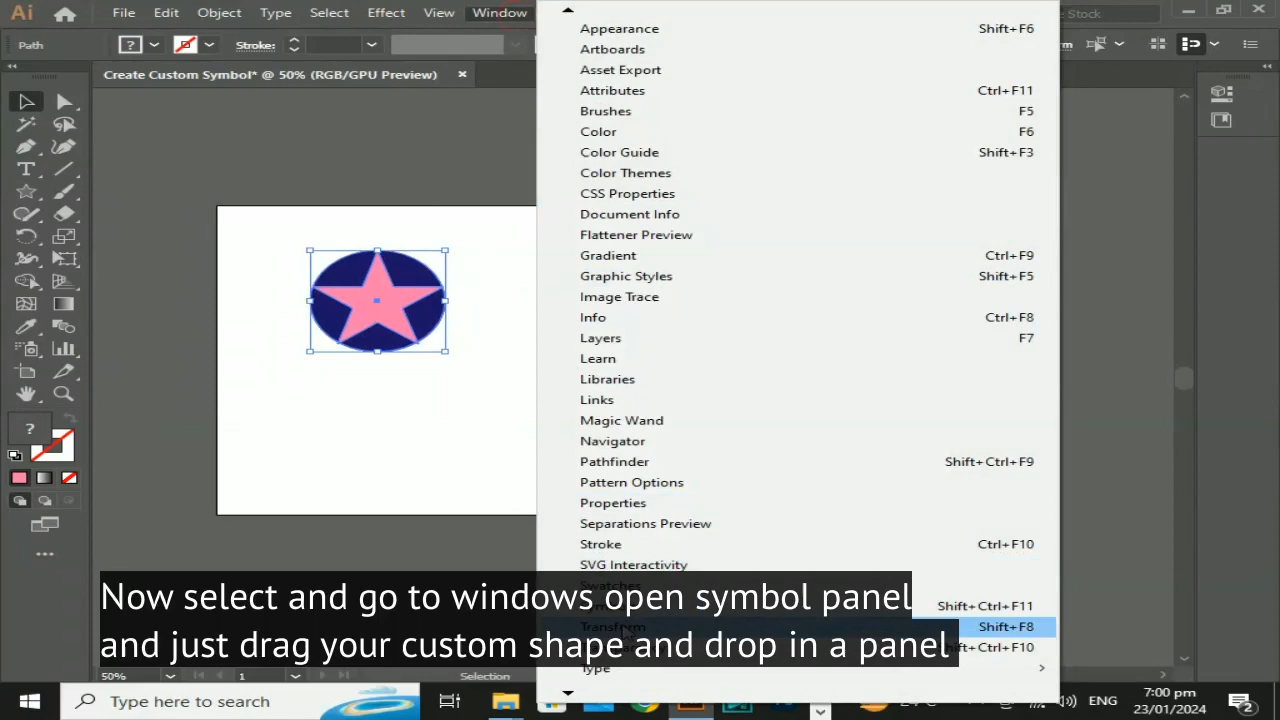 Ai
File Edit Object Type Select Effect View Window
Stock
Path
?
Stroke:
Create Custom Symbol* @ 50% (RGB/GPU Preview)
Appearance Shift+F6
Artboards
Asset Export
Attributes Ctrl+F11
Brushes F5
Color F6
Color Guide Shift+F3
Color Themes
CSS Properties
Document Info
Flattener Preview
Gradient Ctrl+F9
Graphic Styles Shift+F5
Image Trace
Info Ctrl+F8
Layers F7
Learn
Libraries
Links
Magic Wand
Navigator
Pathfinder Shift+Ctrl+F9
Pattern Options
Properties
Separations Preview
Stroke Ctrl+F10
SVG Interactivity
Swatches
Shift+Ctrl+F11
Transform Shift+F8
Type
?
Now select and go to windows open symbol panel
and just drag your custom shape and drop in a panel
50%
1
Selection
Type here to search
ENG
7:00 pm
23/01/2024
2